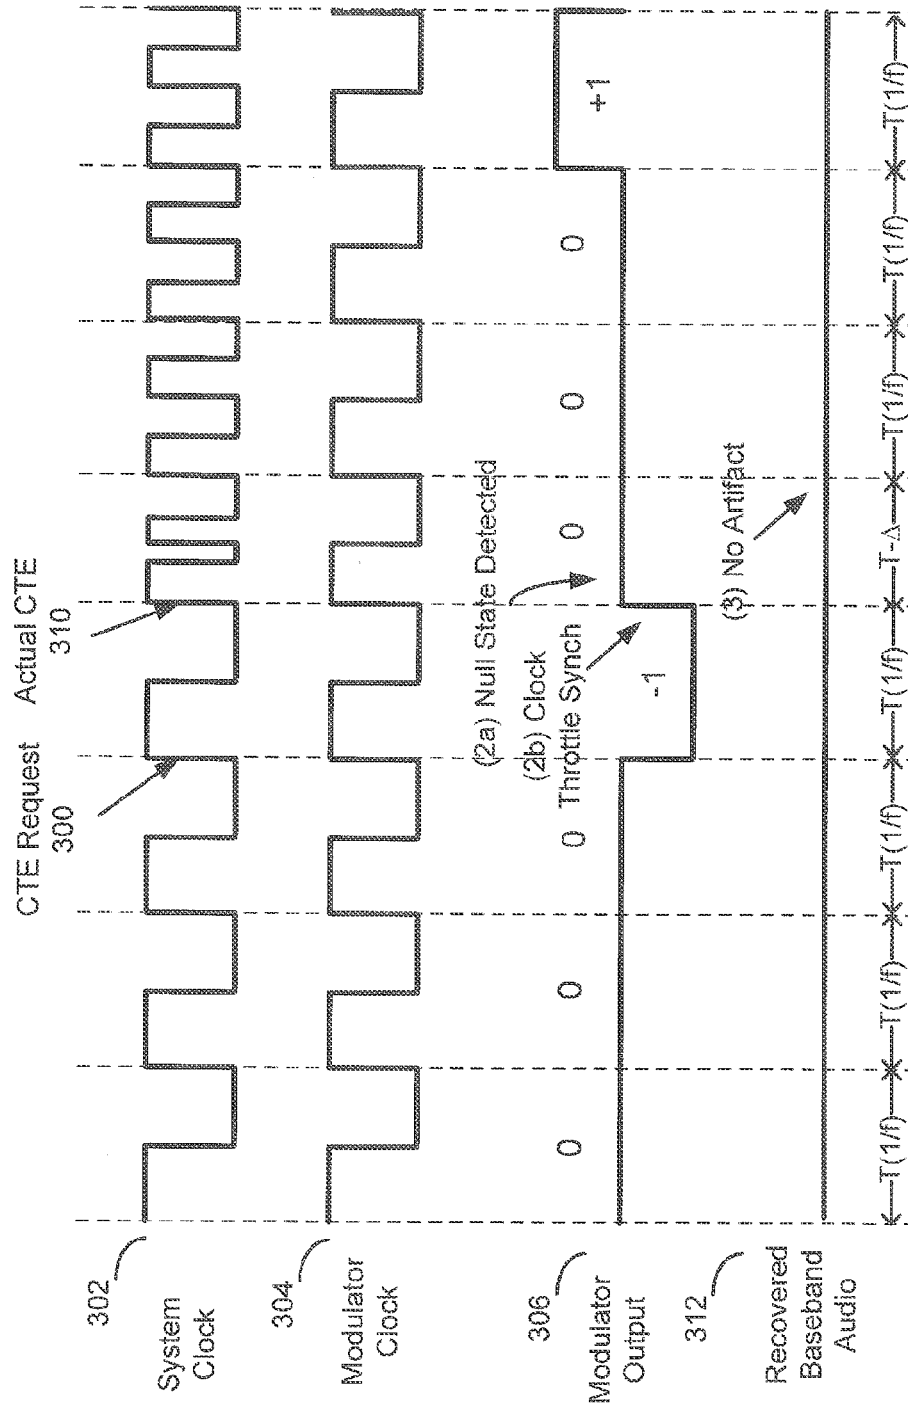 CTE Request
300
Actual CTE
310
302
System
Clock
304
Modulator
Clock
306
Modulator
Output
0
0
0
-1
0
0
0
+1
(2a) Null State Detected
(2b) Clock
Throttle Synch
312
Recovered
Baseband
Audio
(3) No Artifact
T(1/f)
T(1/f)
T(1/f)
T(1/f)
T-Δ
T(1/f)
T(1/f)
T(1/f)